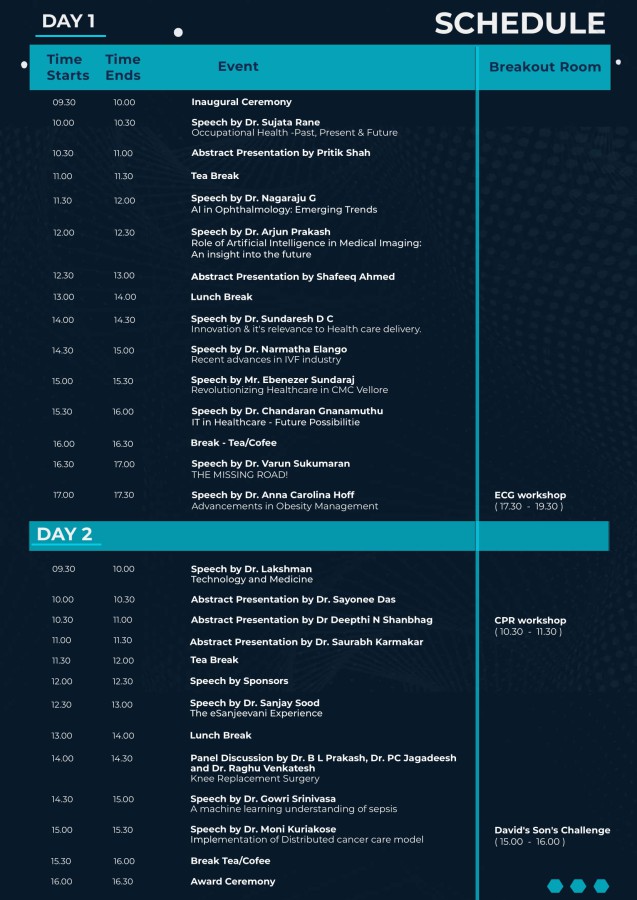 DAY 1
SCHEDULE
Time Starts Time Ends Event Breakout Room
09.30 10.00 Inaugural Ceremony
10.00 10.30 Speech by Dr. Sujata Rane
Occupational Health -Past, Present & Future
10.30 11.00 Abstract Presentation by Pritik Shah
11.00 11.30 Tea Break
11.30 12.00 Speech by Dr. Nagaraju G
AI in Ophthalmology: Emerging Trends
12.00 12.30 Speech by Dr. Arjun Prakash
Role of Artificial Intelligence in Medical Imaging:
An insight into the future
12.30 13.00 Abstract Presentation by Shafeeq Ahmed
13.00 14.00 Lunch Break
14.00 14.30 Speech by Dr. Sundaresh D C
Innovation & it's relevance to Health care delivery.
14.30 15.00 Speech by Dr. Narmatha Elango
Recent advances in IVF industry
15.00 15.30 Speech by Mr. Ebenezer Sundaraj
Revolutionizing Healthcare in CMC Vellore
15.30 16.00 Speech by Dr. Chandaran Gnanamuthu
IT in Healthcare - Future Possibilitie
16.00 16.30 Break - Tea/Cofee
16.30 17.00 Speech by Dr. Varun Sukumaran
THE MISSING ROAD!
17.00 17.30 Speech by Dr. Anna Carolina Hoff ECG workshop
Advancements in Obesity Management ( 17.30 - 19.30 )
DAY 2
09.30 10.00 Speech by Dr. Lakshman
Technology and Medicine
10.00 10.30 Abstract Presentation by Dr. Sayonee Das
10.30 11.00 Abstract Presentation by Dr Deepthi N Shanbhag CPR workshop
( 10.30 - 11.30 )
11.00 11.30 Abstract Presentation by Dr. Saurabh Karmakar
11.30 12.00 Tea Break
12.00 12.30 Speech by Sponsors
12.30 13.00 Speech by Dr. Sanjay Sood
The eSanjeevani Experience
13.00 14.00 Lunch Break
14.00 14.30 Panel Discussion by Dr. B L Prakash, Dr. PC Jagadeesh
and Dr. Raghu Venkatesh
Knee Replacement Surgery
14.30 15.00 Speech by Dr. Gowri Srinivasa
A machine learning understanding of sepsis
15.00 15.30 Speech by Dr. Moni Kuriakose David's Son's Challenge
Implementation of Distributed cancer care model ( 15.00 - 16.00 )
15.30 16.00 Break Tea/Cofee
16.00 16.30 Award Ceremony